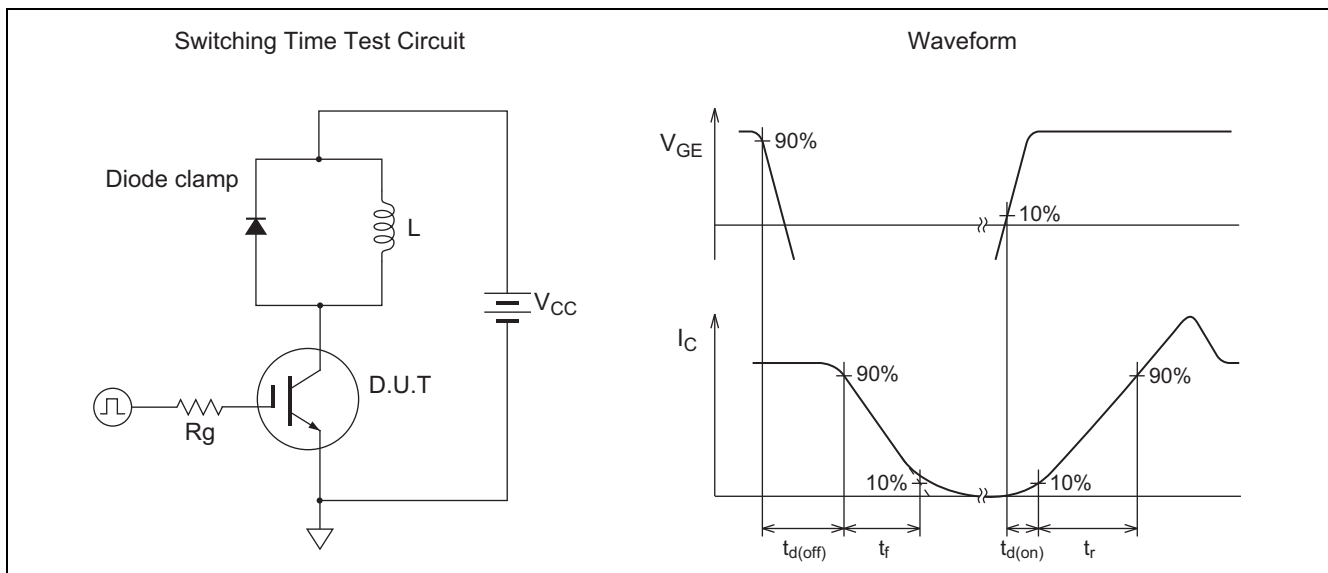 Switching Time Test Circuit
Diode clamp
L
V_CC
D.U.T
Rg
Waveform
V_GE
90%
10%
I_C
90%
90%
10%
10%
t_d(off)
t_f
t_d(on)
t_r